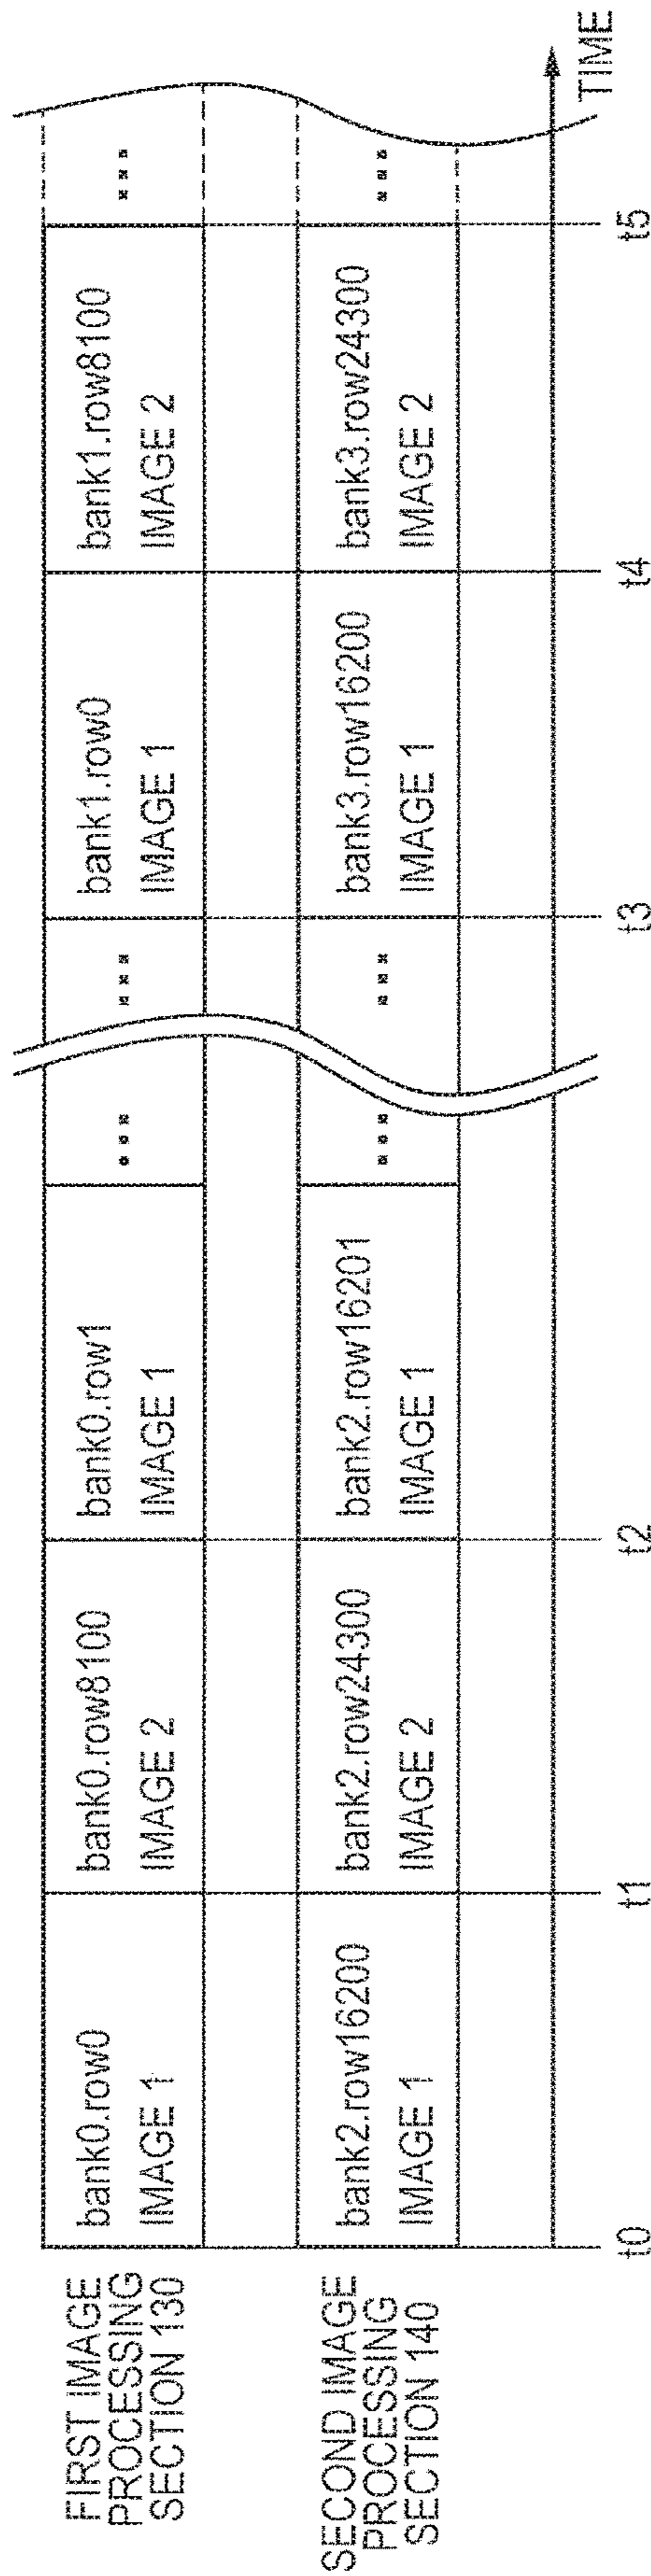 FIRST IMAGE
PROCESSING
SECTION 130
bank0.row0
IMAGE 1
bank0.row8100
IMAGE 2
bank0.row1
IMAGE 1
...
...
bank1.row0
IMAGE 1
bank1.row8100
IMAGE 2
...
SECOND IMAGE
PROCESSING
SECTION 140
bank2.row16200
IMAGE 1
bank2.row24300
IMAGE 2
bank2.row16201
IMAGE 1
...
...
bank3.row16200
IMAGE 1
bank3.row24300
IMAGE 2
...
t0
t1
t2
t3
t4
t5
TIME